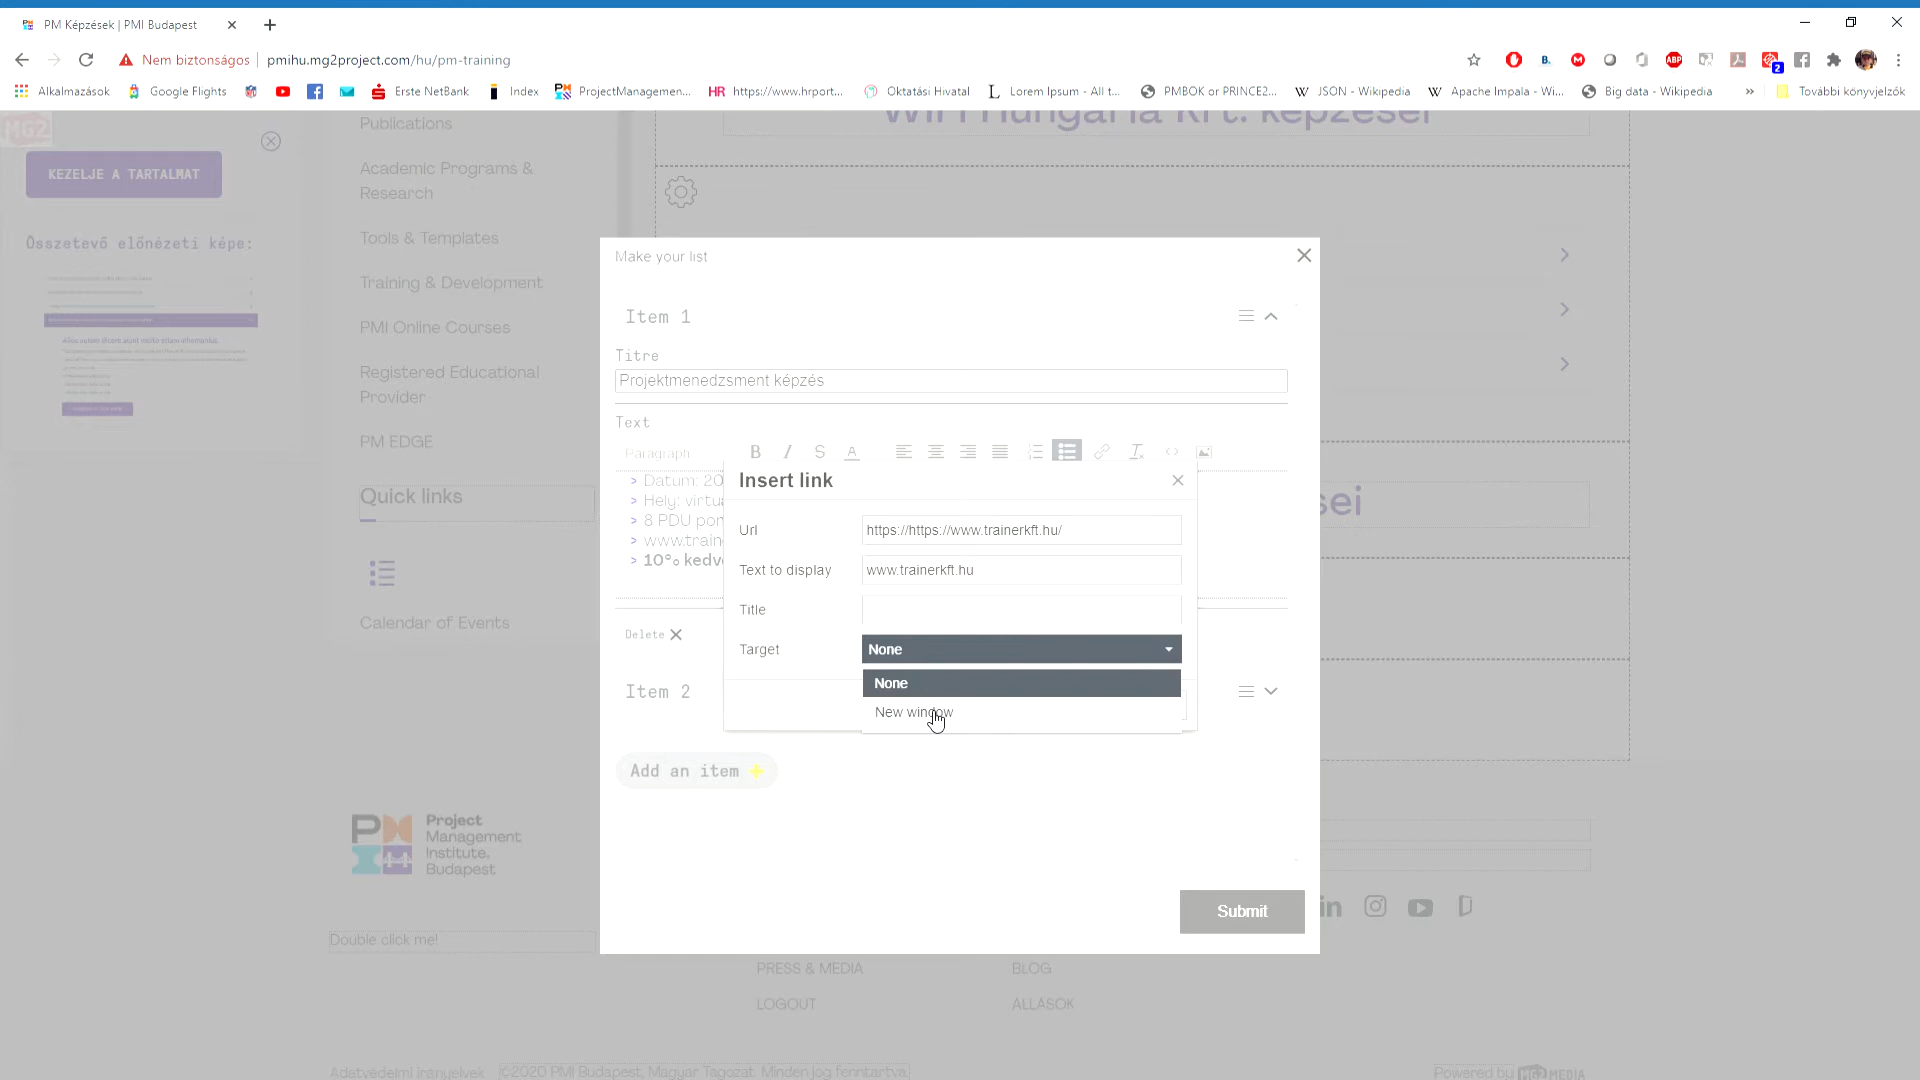 PM Képzések | PMI Budapest
Nem biztonságos
pmihu.mg2project.com/hu/pm-training
ABP
2
Alkalmazások
Google Flights
Erste NetBank
Index
ProjectManagemen...
HR https://www.hrport...
Oktatási Hivatal
Lorem Ipsum - All t...
PMBOK or PRINCE2...
JSON - Wikipedia
Apache Impala - Wi...
Big data - Wikipedia
»
További könyvjelzők
MG2
KEZELJE A TARTALMAT
Összetevő előnézeti képe:
Publications
Academic Programs &
Research
Tools & Templates
Training & Development
PMI Online Courses
Registered Educational
Provider
PM EDGE
Quick links
Calendar of Events
WIFI Hungária Kft. képzései
Make your list
Item 1
Titre
Projektmenedzsment képzés
Text
Paragraph
> Datum: 20
> Hely: virtu
> 8 PDU pon
> www.train
> 10% kedv
Insert link
Url
https://https://www.trainerkft.hu/
Text to display
www.trainerkft.hu
Title
Target
None
None
New window
Delete
Item 2
Add an item +
Submit
Project
Management
Institute.
Budapest
Double click me!
PRESS & MEDIA
BLOG
LOGOUT
ÁLLÁSOK
Adatvédelmi irányelvek
©2020 PMI Budapest, Magyar Tagozat. Minden jog fenntartva.
Powered by MG2 MEDIA